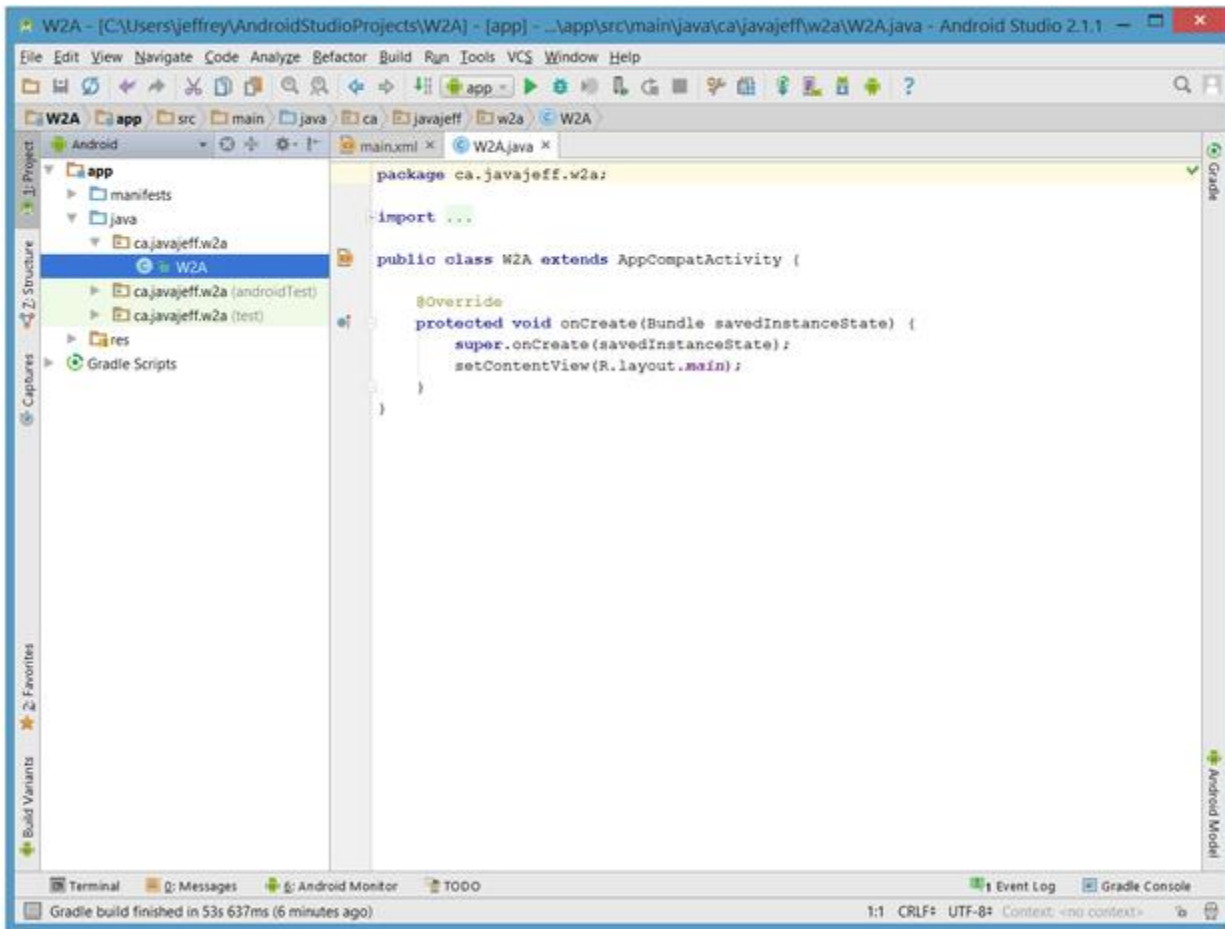 W2A - [C:\Users\jeffrey\AndroidStudioProjects\W2A] - [app] - ...\app\src\main\java\ca\javajeff\w2a\W2A.java - Android Studio 2.1.1
File Edit View Navigate Code Analyze Refactor Build Run Tools VCS Window Help
app
W2A app src main java ca javajeff w2a W2A
Android
main.xml W2A.java
1: Project
Z: Structure
Captures
2: Favorites
Build Variants
app
manifests
java
ca.javajeff.w2a
W2A
ca.javajeff.w2a (androidTest)
ca.javajeff.w2a (test)
res
Gradle Scripts
package ca.javajeff.w2a;
import ...
public class W2A extends AppCompatActivity {
@Override
protected void onCreate(Bundle savedInstanceState) {
super.onCreate(savedInstanceState);
setContentView(R.layout.main);
}
}
Gradle
Android Model
Terminal 0: Messages 6: Android Monitor TODO 1 Event Log Gradle Console
Gradle build finished in 53s 637ms (6 minutes ago) 1:1 CRLF UTF-8 Context: <no context>